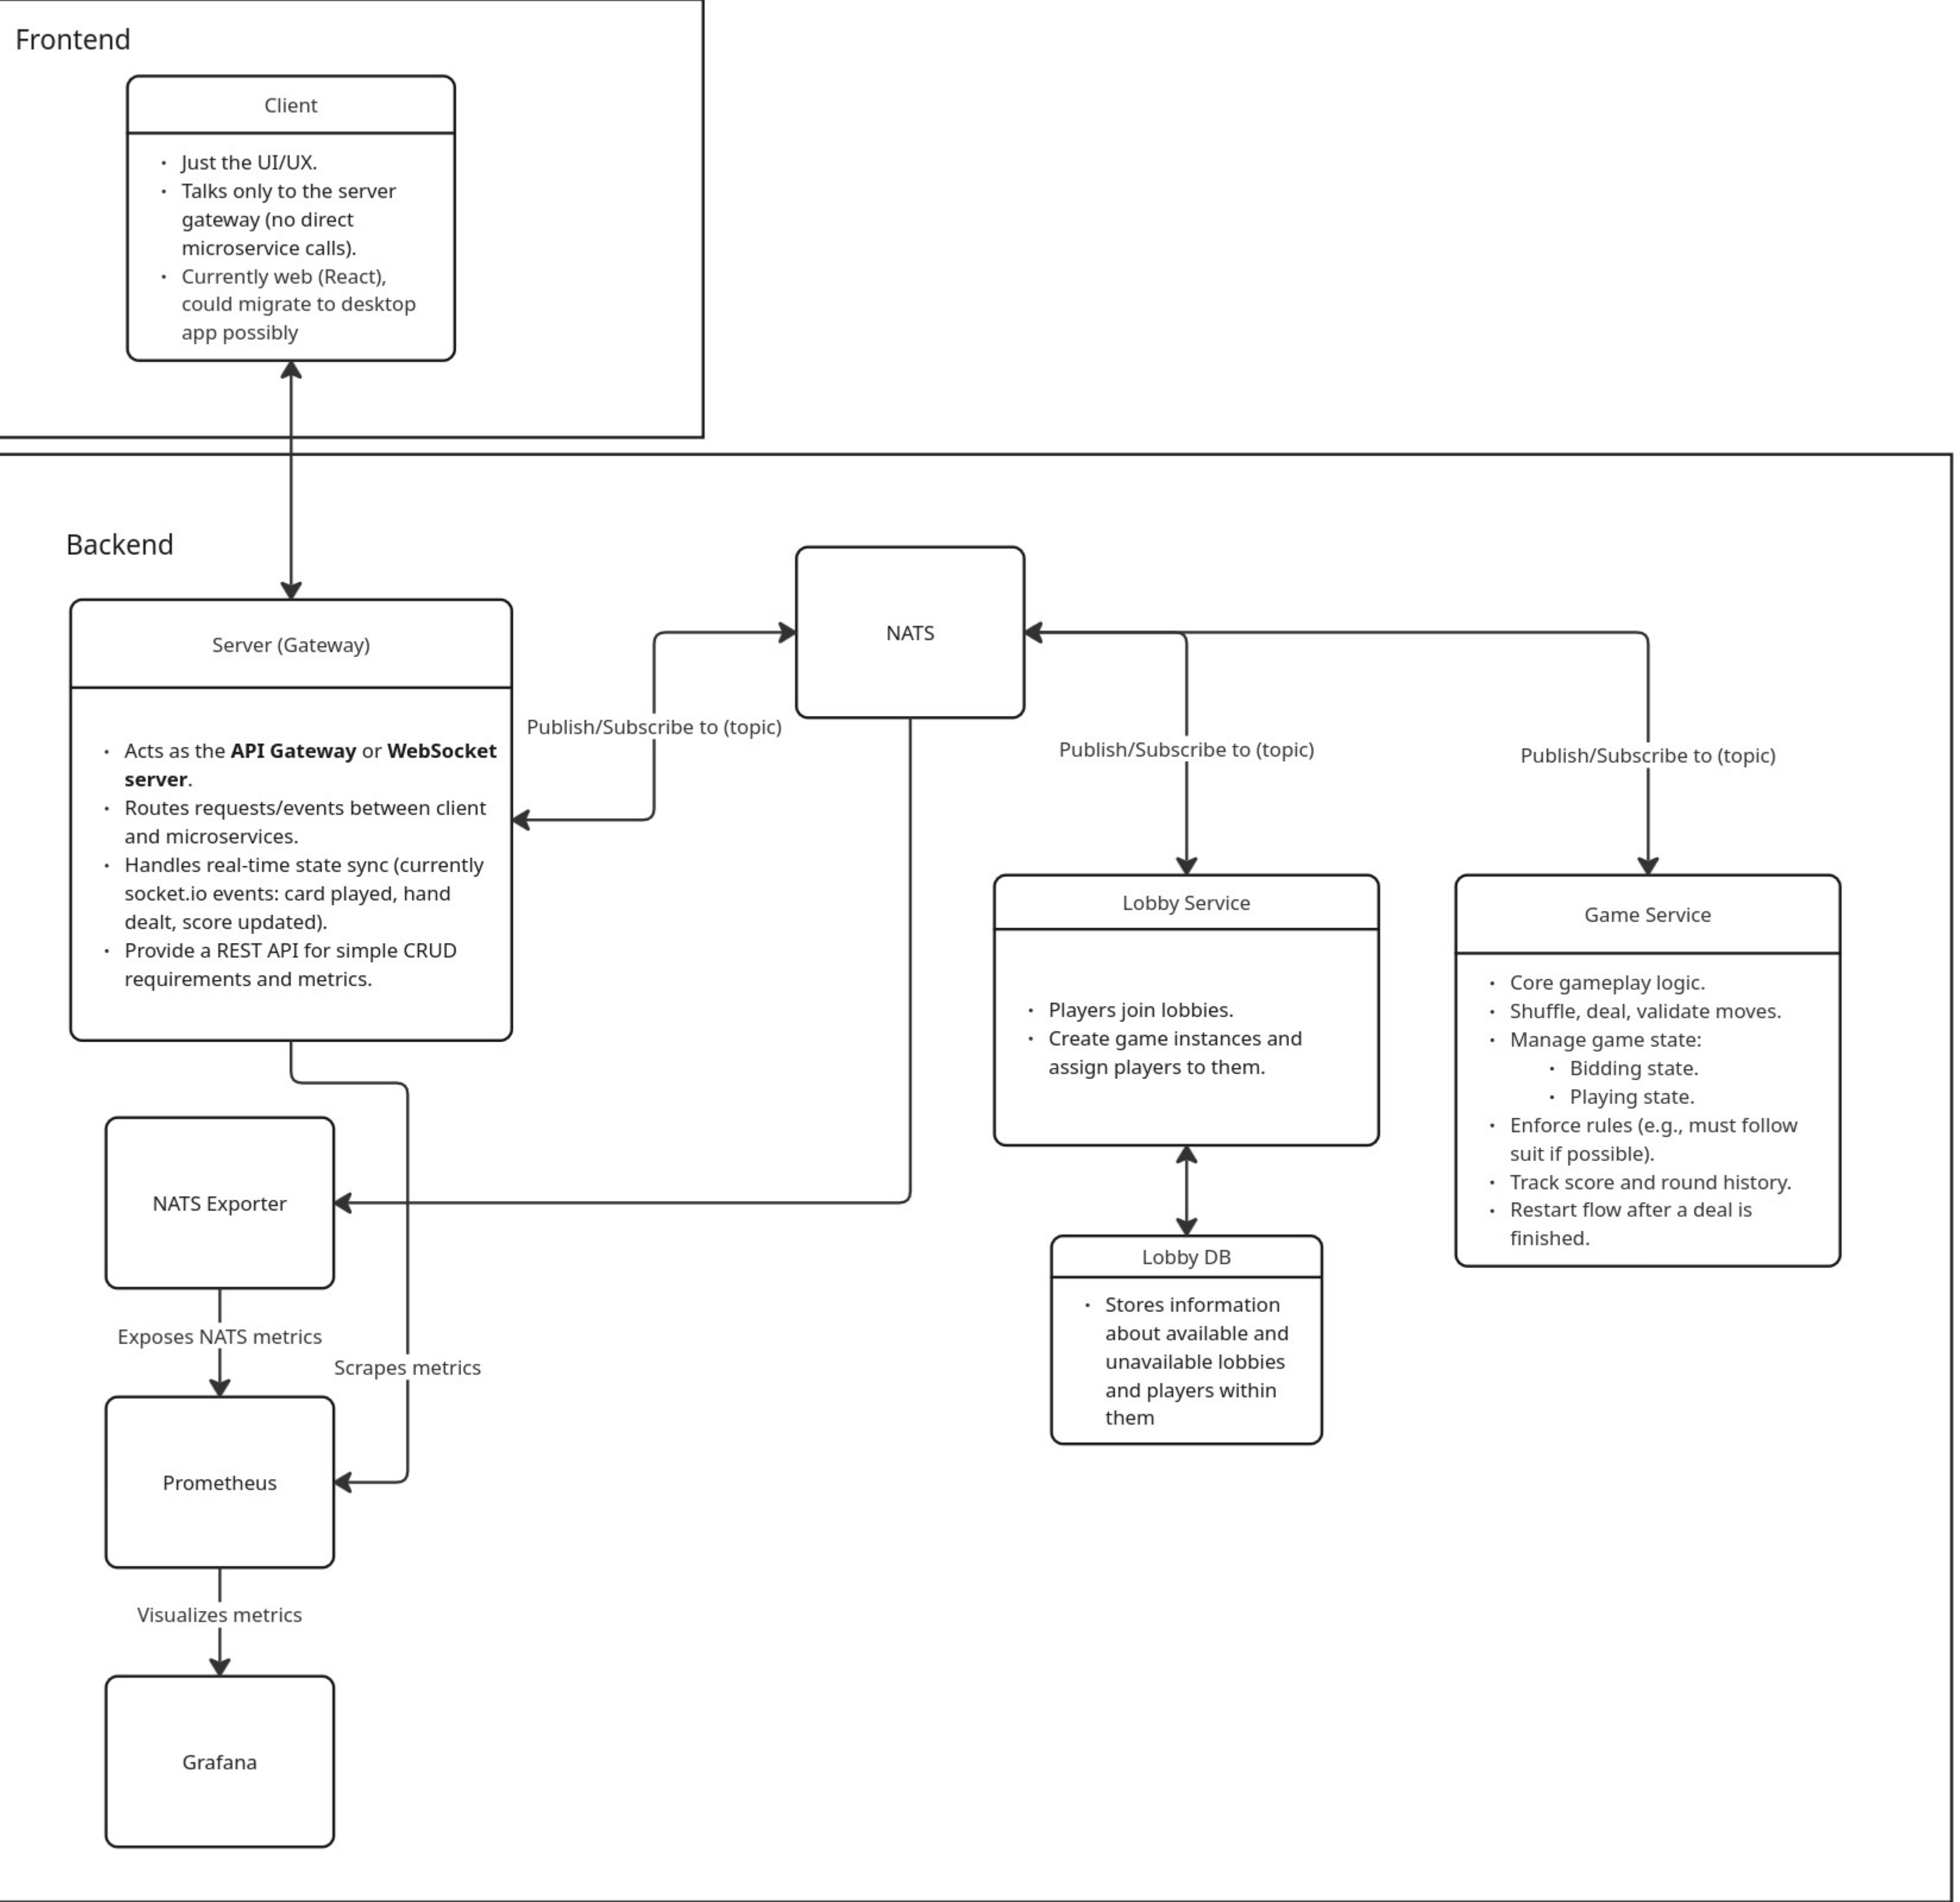 Frontend
Client
· Just the UI/UX.
· Talks only to the server
gateway (no direct
microservice calls).
· Currently web (React),
could migrate to desktop
app possibly
Backend
Server (Gateway)
· Acts as the API Gateway or WebSocket
server.
· Routes requests/events between client
and microservices.
· Handles real-time state sync (currently
socket.io events: card played, hand
dealt, score updated).
· Provide a REST API for simple CRUD
requirements and metrics.
Publish/Subscribe to (topic)
NATS
Publish/Subscribe to (topic)
Publish/Subscribe to (topic)
Lobby Service
· Players join lobbies.
· Create game instances and
assign players to them.
Game Service
· Core gameplay logic.
· Shuffle, deal, validate moves.
· Manage game state:
· Bidding state.
· Playing state.
· Enforce rules (e.g., must follow
suit if possible).
· Track score and round history.
· Restart flow after a deal is
finished.
Lobby DB
· Stores information
about available and
unavailable lobbies
and players within
them
NATS Exporter
Exposes NATS metrics
Scrapes metrics
Prometheus
Visualizes metrics
Grafana